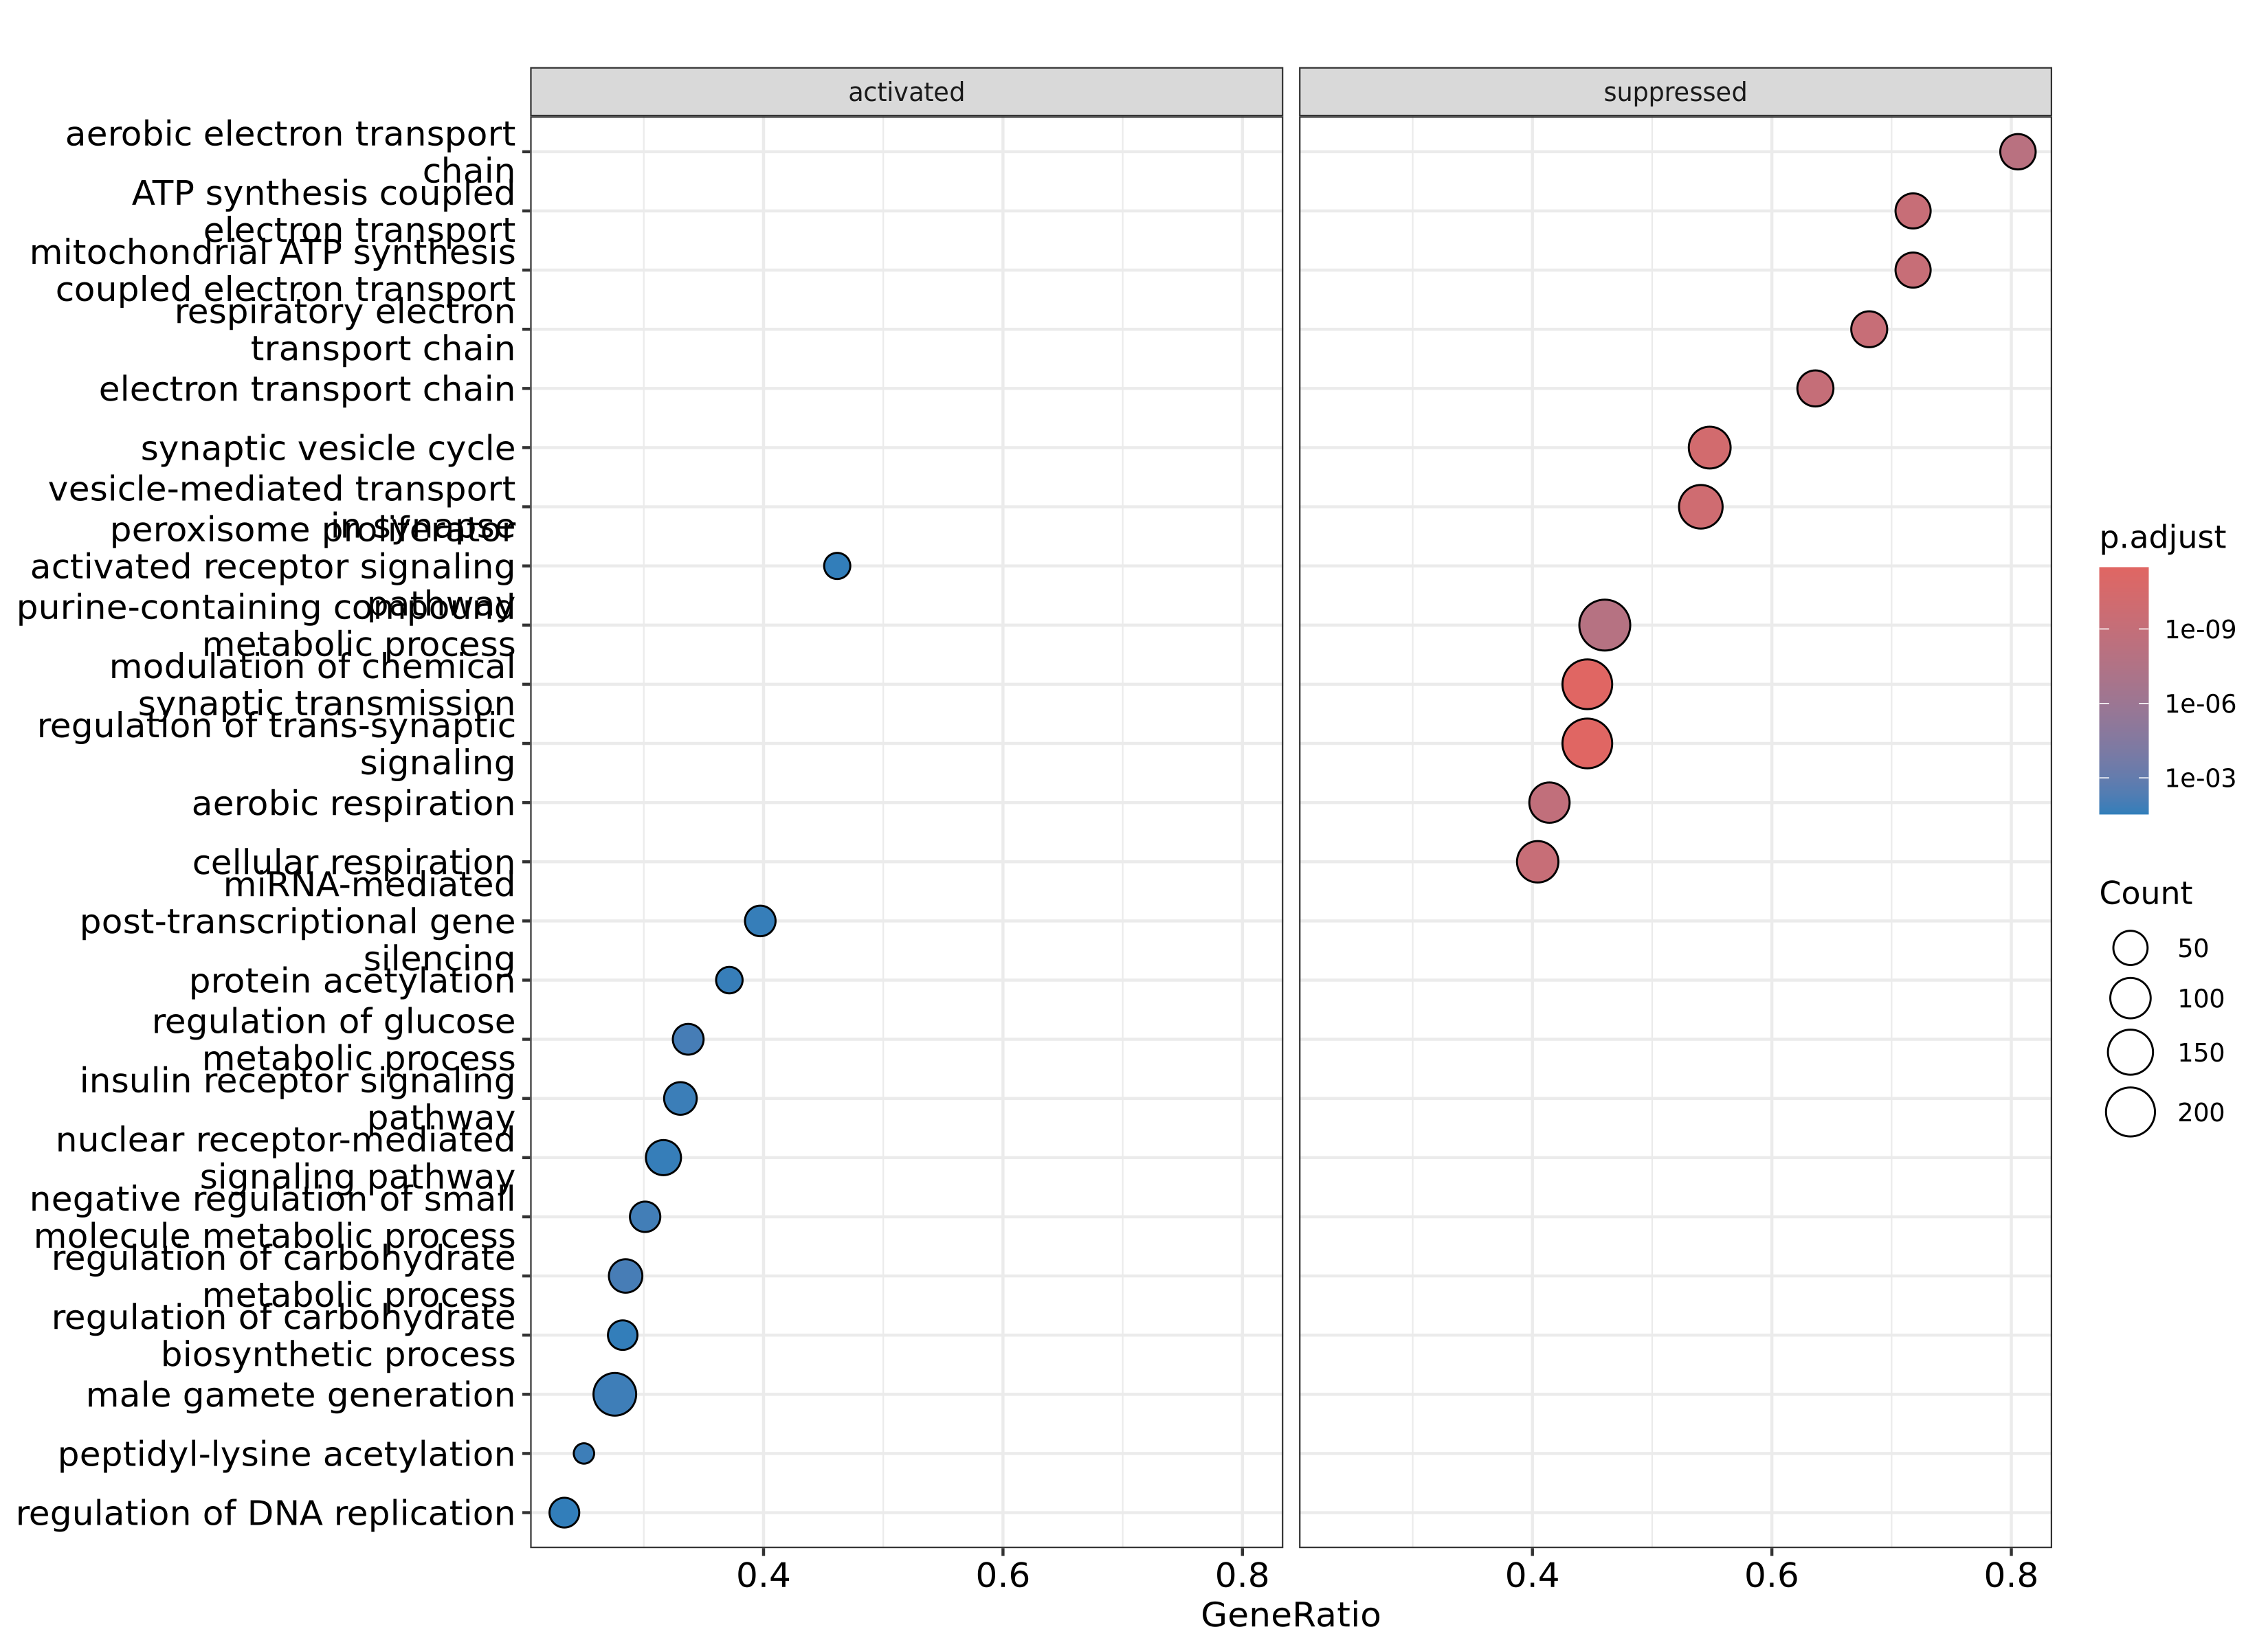 activated
suppressed
aerobic electron transport
chain
ATP synthesis coupled
electron transport
mitochondrial ATP synthesis
coupled electron transport
respiratory electron
transport chain
electron transport chain
synaptic vesicle cycle
vesicle-mediated transport
in synapse
peroxisome proliferator
activated receptor signaling
pathway
purine-containing compound
metabolic process
modulation of chemical
synaptic transmission
regulation of trans-synaptic
signaling
aerobic respiration
cellular respiration
miRNA-mediated
post-transcriptional gene
silencing
protein acetylation
regulation of glucose
metabolic process
insulin receptor signaling
pathway
nuclear receptor-mediated
signaling pathway
negative regulation of small
molecule metabolic process
regulation of carbohydrate
metabolic process
regulation of carbohydrate
biosynthetic process
male gamete generation
peptidyl-lysine acetylation
regulation of DNA replication
0.4
0.6
0.8
0.4
0.6
0.8
GeneRatio
p.adjust
1e-09
1e-06
1e-03
Count
50
100
150
200